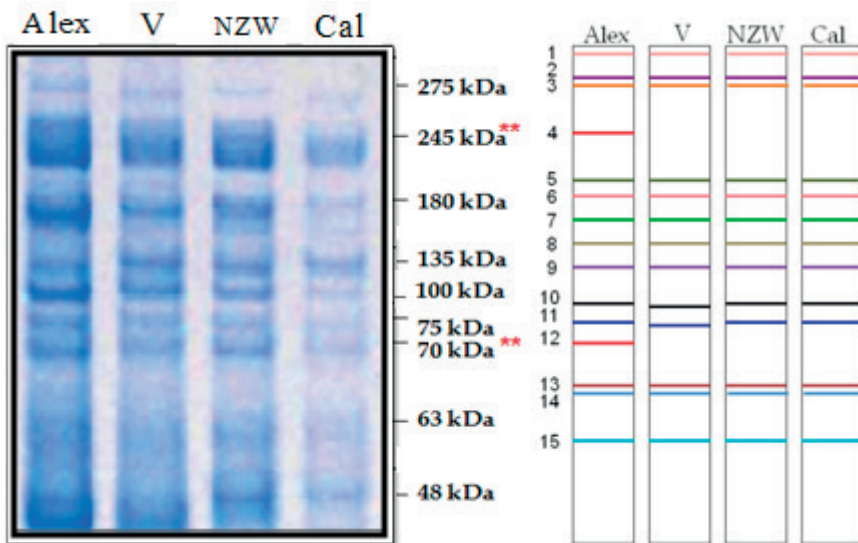 Alex V NZW Cal
275 kDa
245 kDa**
180 kDa
135 kDa
100 kDa
75 kDa
70 kDa **
63 kDa
48 kDa
Alex V NZW Cal
1
2
3
4
5
6
7
8
9
10
11
12
13
14
15